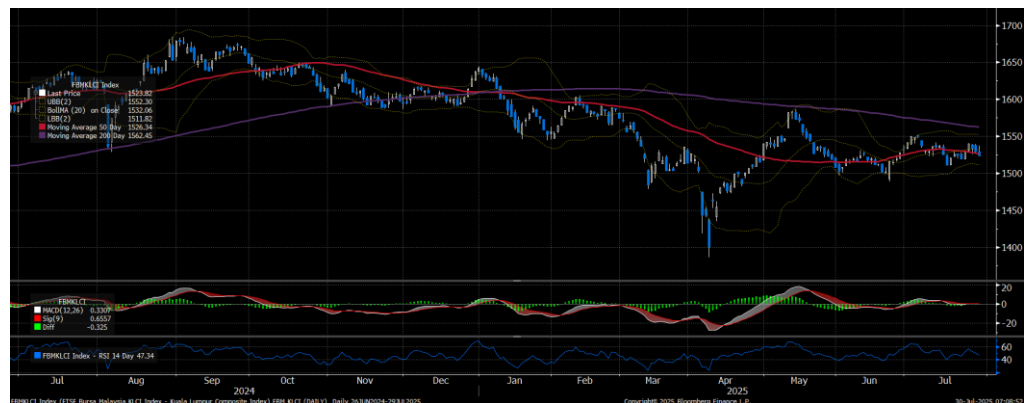 1700
1650
1600
1550
1500
1450
1400
FBMKLCI Index
Last Price 1523.82
UBB(2) 1552.30
BollMA (20) on Close 1532.06
LBB(2) 1511.82
Moving Average 50 Day 1526.34
Moving Average 200 Day 1562.45
20
0
-20
FBMKLCI
MACD(12,26) 0.3307
Sig(9) 0.6557
Diff -0.325
60
40
FBMKLCI Index - RSI 14 Day 47.34
Jul Aug Sep Oct Nov Dec Jan Feb Mar Apr May Jun Jul
2024 2025
FBMKLCI Index (FTSE Bursa Malaysia KLCI Index - Kuala Lumpur Composite Index) FBM KLCI (DAILY) Daily 26JUN2024-29JUL2025 Copyright© 2025 Bloomberg Finance L.P. 30-Jul-2025 07:08:52